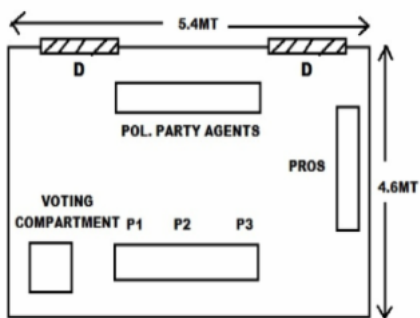 5.4MT
D D
POL. PARTY AGENTS
PROS
4.6MT
VOTING
COMPARTMENT P1 P2 P3